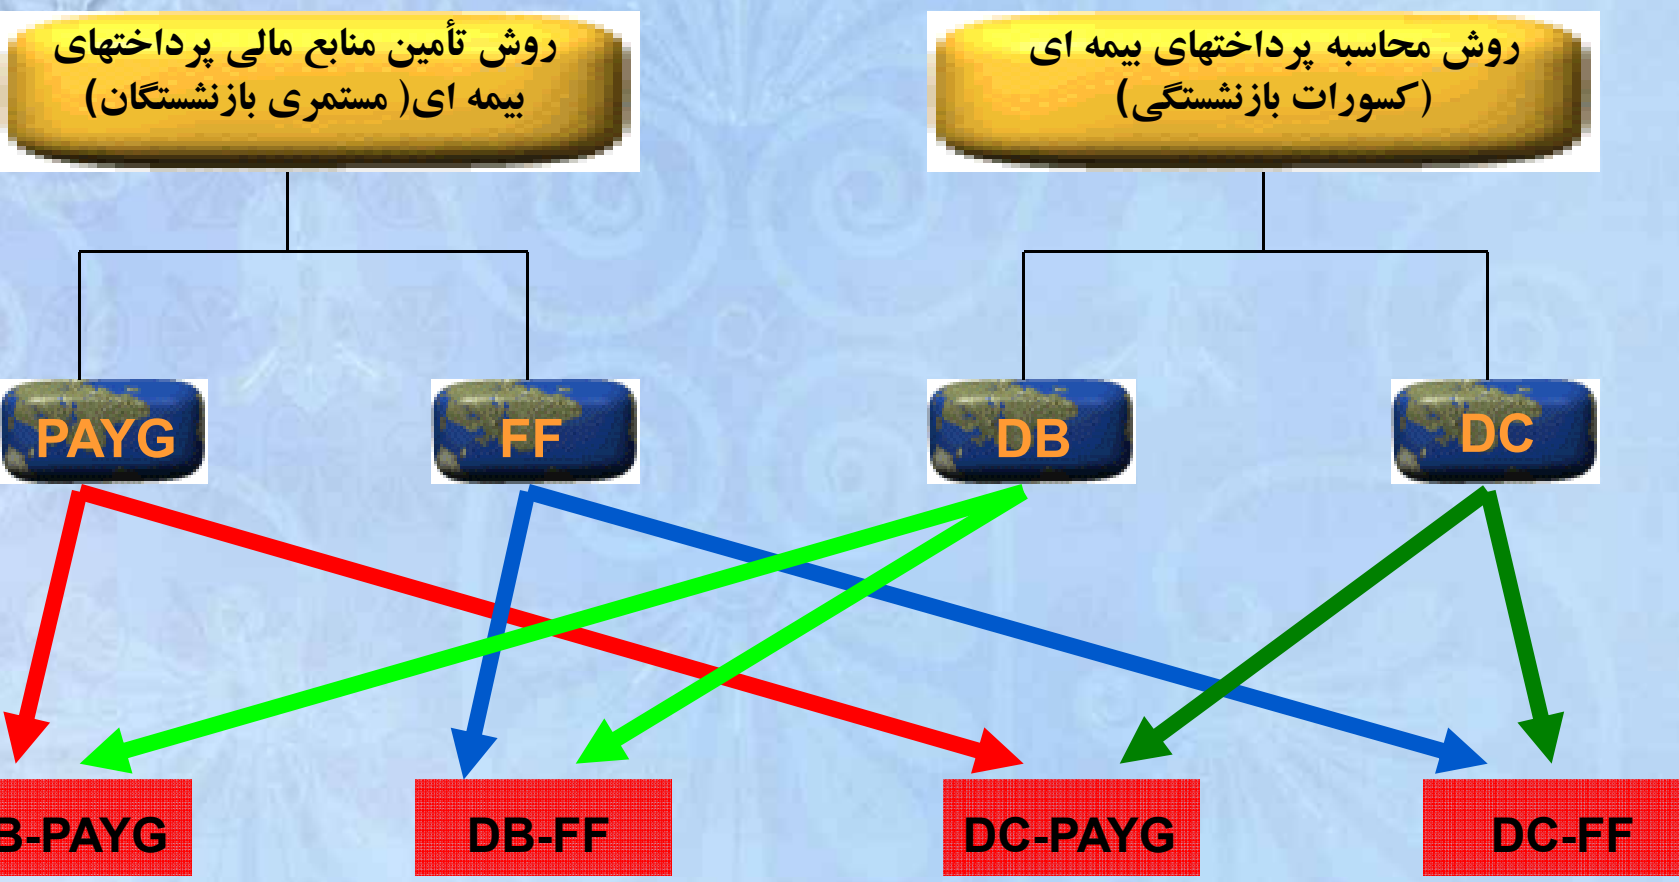 روش محاسبه پرداختهای بیمه ای
(کسورات بازنشستگی)
روش تأمین منابع مالی پرداختهای
بیمه ای( مستمری بازنشستگان)
PAYG
FF
DB
DC
B-PAYG
DB-FF
DC-PAYG
DC-FF